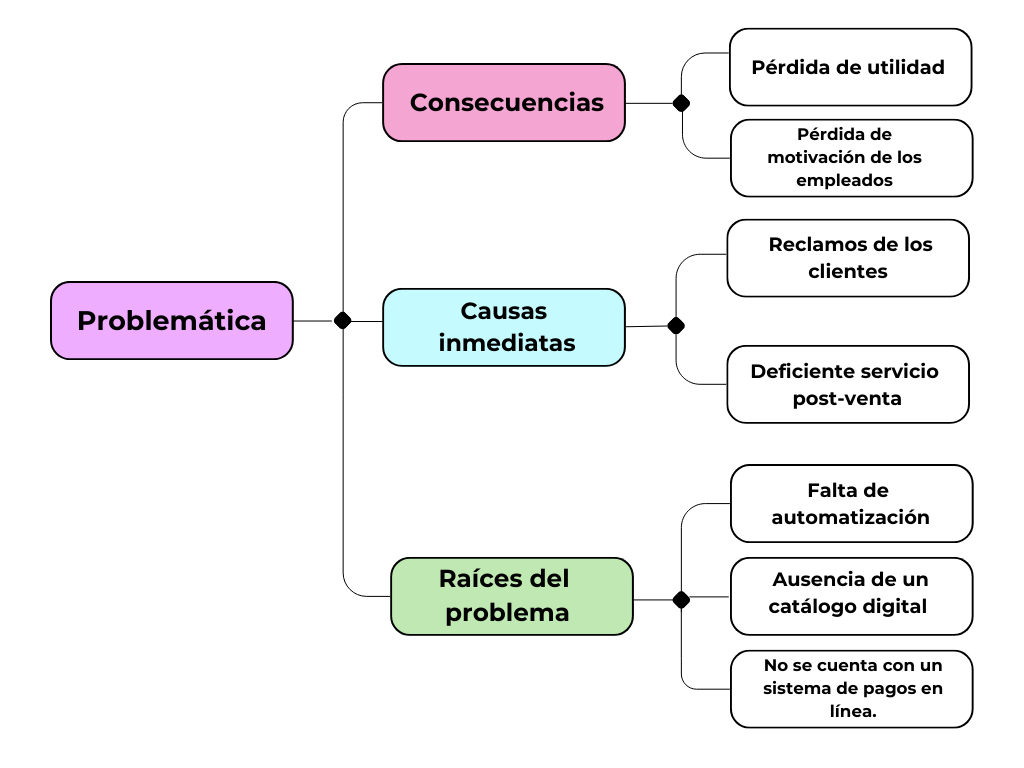 Problemática
Consecuencias
Pérdida de utilidad
Pérdida de
motivación de los
empleados
Causas
inmediatas
Reclamos de los
clientes
Deficiente servicio
post-venta
Raíces del
problema
Falta de
automatización
Ausencia de un
catálogo digital
No se cuenta con un
sistema de pagos en
línea.